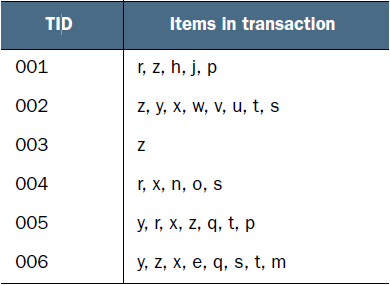 TID Items in transaction
001 r, z, h, j, p
002 z, y, x, w, v, u, t, s
003 z
004 r, x, n, o, s
005 y, r, x, z, q, t, p
006 y, z, x, e, q, s, t, m